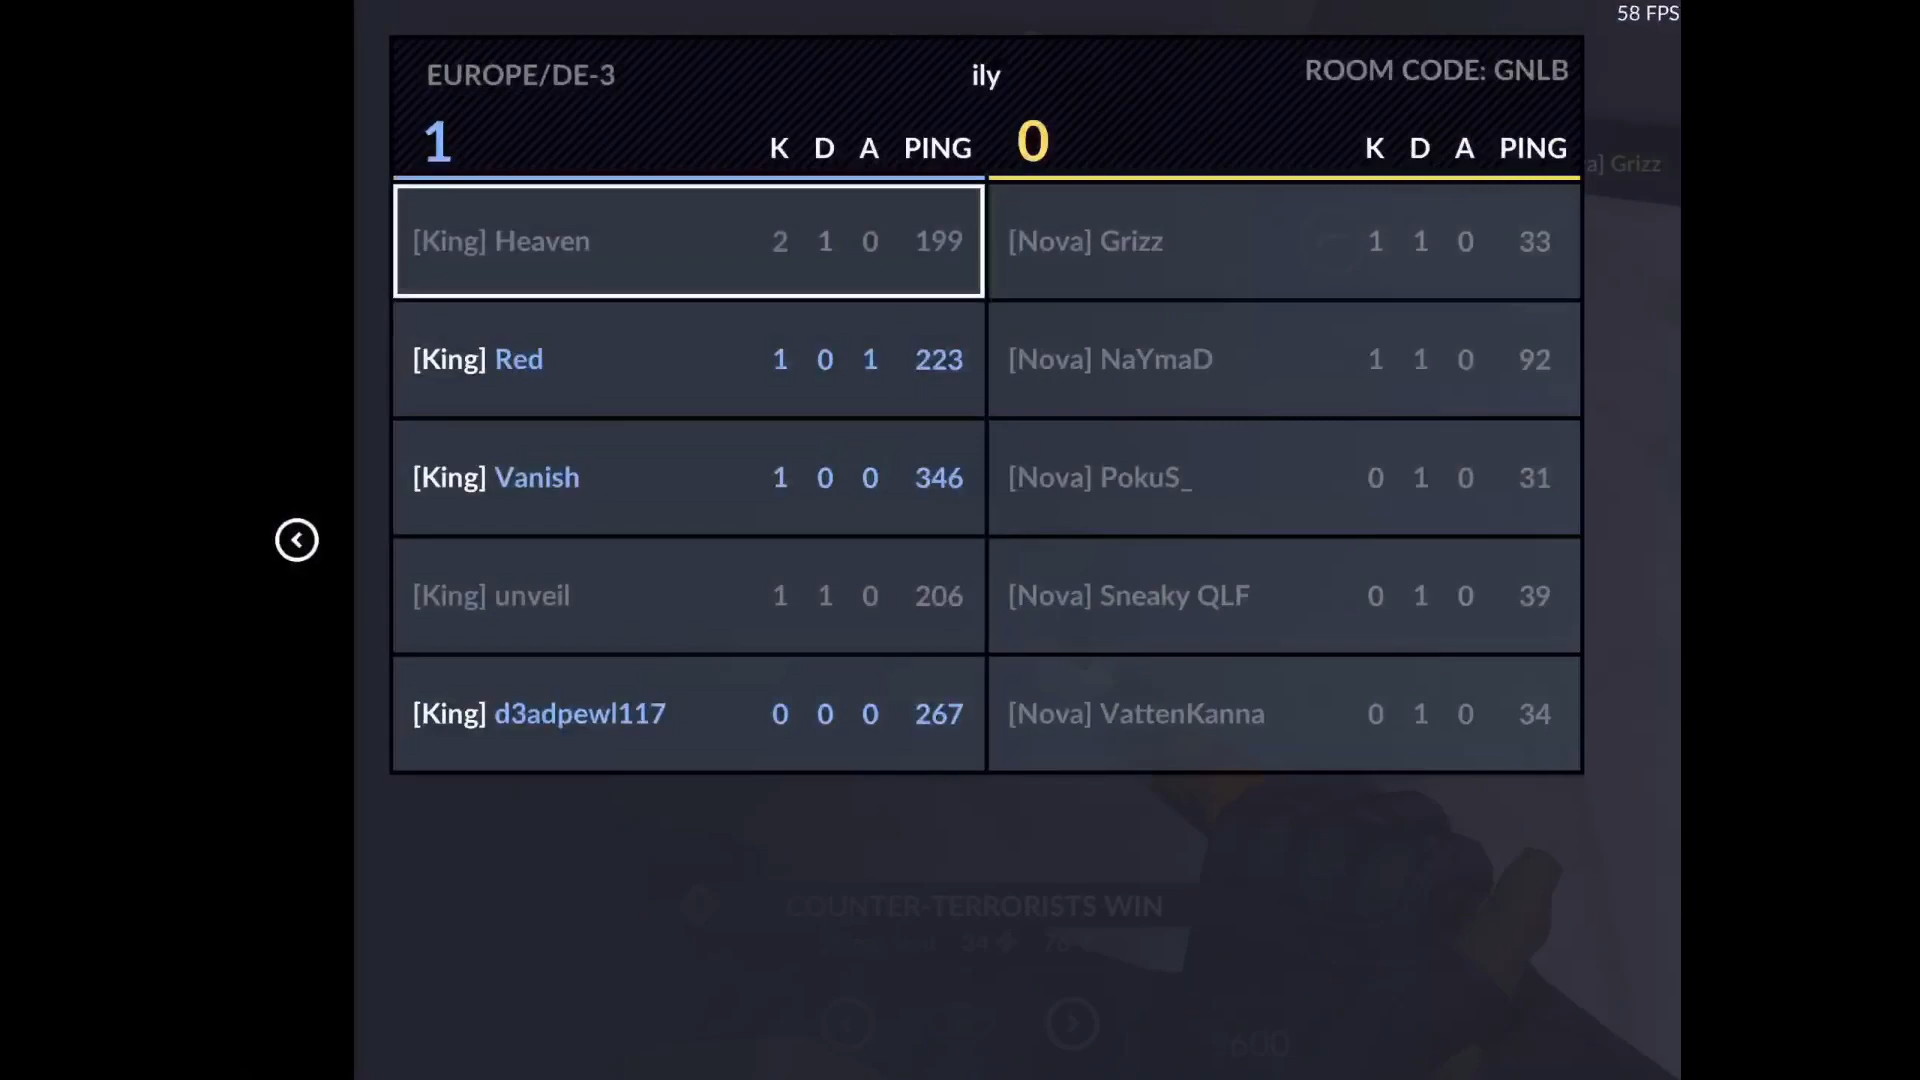 58 FPS
EUROPE/DE-3 ily ROOM CODE: GNLB
1 K D A PING 0 K D A PING
a] Grizz
[King] Heaven 2 1 0 199 [Nova] Grizz 1 1 0 33
[King] Red 1 0 1 223 [Nova] NaYmaD 1 1 0 92
[King] Vanish 1 0 0 346 [Nova] PokuS_ 0 1 0 31
[King] unveil 1 1 0 206 [Nova] Sneaky QLF 0 1 0 39
[King] d3adpewl117 0 0 0 267 [Nova] VattenKanna 0 1 0 34
COUNTER-TERRORISTS WIN
34 76